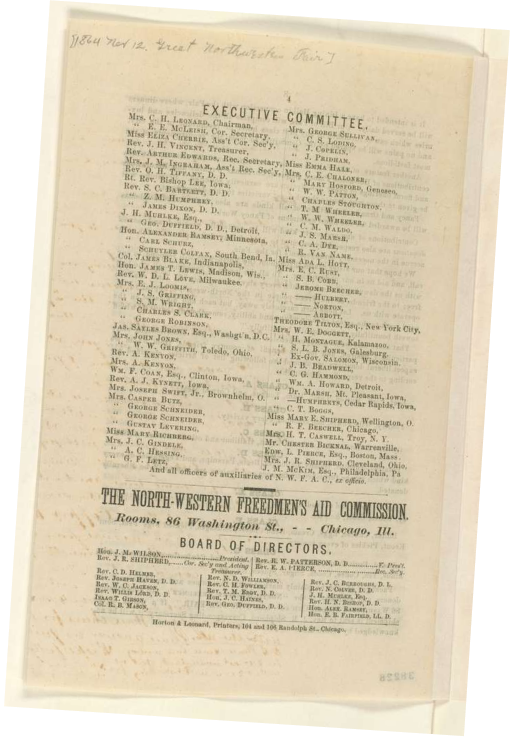 1864 Nov 12. Great Northwestern Fair]
4
EXECUTIVE COMMITTEE.
Mrs. C. H. LEONARD, Chairman,
" E. E. MCLEISH, Cor. Secretary,
Miss ELIZA CHERRIE, Ass't Cor. Sec'y,
Rev. J. H. VINCENT, Treasurer,
Rev. ARTHUR EDWARDS, Rec. Secretary,
Mrs. J. M. INGRAHAM, Ass't Rec. Sec'y,
Rev. O. H. TIFFANY, D. D.
Rt. Rev. Bishop LEE, Iowa,
Rev. S. C. BARTLETT, D. D.
" Z. M. HUMPHREY,
" JAMES DIXON, D. D.
J. H. MUHLKE, Esq.,
" GEO. DUFFIELD, D. D., Detroit.
Hon. ALEXANDER RAMSEY; Minnesota,
" CARL SCHURZ,
" SCHUYLER COLFAX, South Bend, In.
Col. JAMES BLAKE, Indianapolis,
Hon. JAMES T. LEWIS, Madison, Wis.,
Rev. W. D. L. LOVE, Milwaukee.
Mrs. E. J. LOOMIS,
" J. S. GRIFFING,
" S. M. WRIGHT,
" CHARLES S. CLARK,
" GEORGE ROBINSON,
JAS. SAYLES BROWN, Esq., Washgt'n, D.C.
Mrs. JOHN JONES,
" W. W. GRIFFITH, Toledo, Ohio.
Rev. A. KENYON,
Mrs. A. KENYON,
WM. F. COAN, Esq., Clinton, Iowa,
Rev. A. J. KYNETT, Iowa,
Mrs. JOSEPH SWIFT, Jr., Brownhelm, O.
Mrs. CASPER BUTZ,
" GEORGE SCHNEIDER,
" GEORGE SCHNEIDER,
" GUSTAV LEVERING,
Miss MARY RICHBERG,
Mrs. J. C. GINDELE,
" A. C. HESSING,
" G. F. LETZ,
Mrs. GEORGE SULLIVAN,
" C. S. LODING,
" J. COPELIN,
" J. PRIDHAM,
Miss EMMA HALE,
Mrs. C. E. CHALONER,
" MARY HOSFORD, Geneseo,
" W. W. PATTON,
" CHARLES STOUGHTON,
" T. M. WHEELER,
" W. W. WHEELER,
" C. M. WALDO,
" J. S. MARSH,
" C. A. DYE,
" R. VAN NAME,
Miss ADA L. HOYT,
Mrs. E. C. RUST,
" S. B. COBB,
" JEROME BEECHER,
" —— HULBERT,
" —— NORTON,
" —— ABBOTT,
THEODORE TILTON, Esq., New York City,
Mrs. W. E. DOGGETT,
" H. MONTAGUE, Kalamazoo,
" S. L. B. JONES, Galesburg.
" Ex-Gov. SALOMON, Wisconsin.
" J. B. BRADWELL,
" C. G. HAMMOND,
" WM. A. HOWARD, Detroit,
" Dr. MARSH, Mt. Pleasant, Iowa,
" —HUMPHREYS, Cedar Rapids, Iowa,
" C. T. BOGGS,
Miss MARY E. SHIPHERD, Wellington, O.
" R. F. BEECHER, Chicago,
Mrs. H. T. CASWELL, Troy, N. Y.
Mr. CHESTER BICKNAL, Warrenville,
EDW. L. PIERCE, Esq., Boston, Mass.
Mrs. J. R. SHIPHERD, Cleveland, Ohio.
J. M. MCKIM, Esq., Philadelphia, Pa
And all officers of auxiliaries of N. W. F. A. C., ex officio.
THE NORTH-WESTERN FREEDMEN'S AID COMMISSION.
Rooms, 86 Washington St., - - Chicago, Ill.
BOARD OF DIRECTORS.
Hon. J. M. WILSON,..........President. Rev. R. W. PATTERSON, D. D..........V. Pres't.
Rev. J. R. SHIPHERD,.....Cor. Sec'y and Acting Treasurer. Rev. E. A. PIERCE,..........Rec. Sec'y.
Rev. C. D. HELMER,
Rev. JOSEPH HAVEN, D. D.
Rev. W. C. JACKSON,
Rev. WILLIS LORD, D. D.
ISAAC T. GIBSON,
Col. R. B. MASON,
Rev. N. D. WILLIAMSON,
Rev. C. H. FOWLER,
Rev. T. M. EDDY, D. D.
Hon. J. C. HAINES,
Rev. GEO. DUFFIELD, D. D.
Rev. J. C. BURROUGHS, D. L.
Rev. N. COLVER, D. D.
J. H. MUHLKE, Esq.
Rev. H. N. BISHOP, D. D.
Hon. ALEX. RAMSEY,
Hon. E. B. FAIRFIELD, LL. D.
Horton & Leonard, Printers, 104 and 106 Randolph St., Chicago.